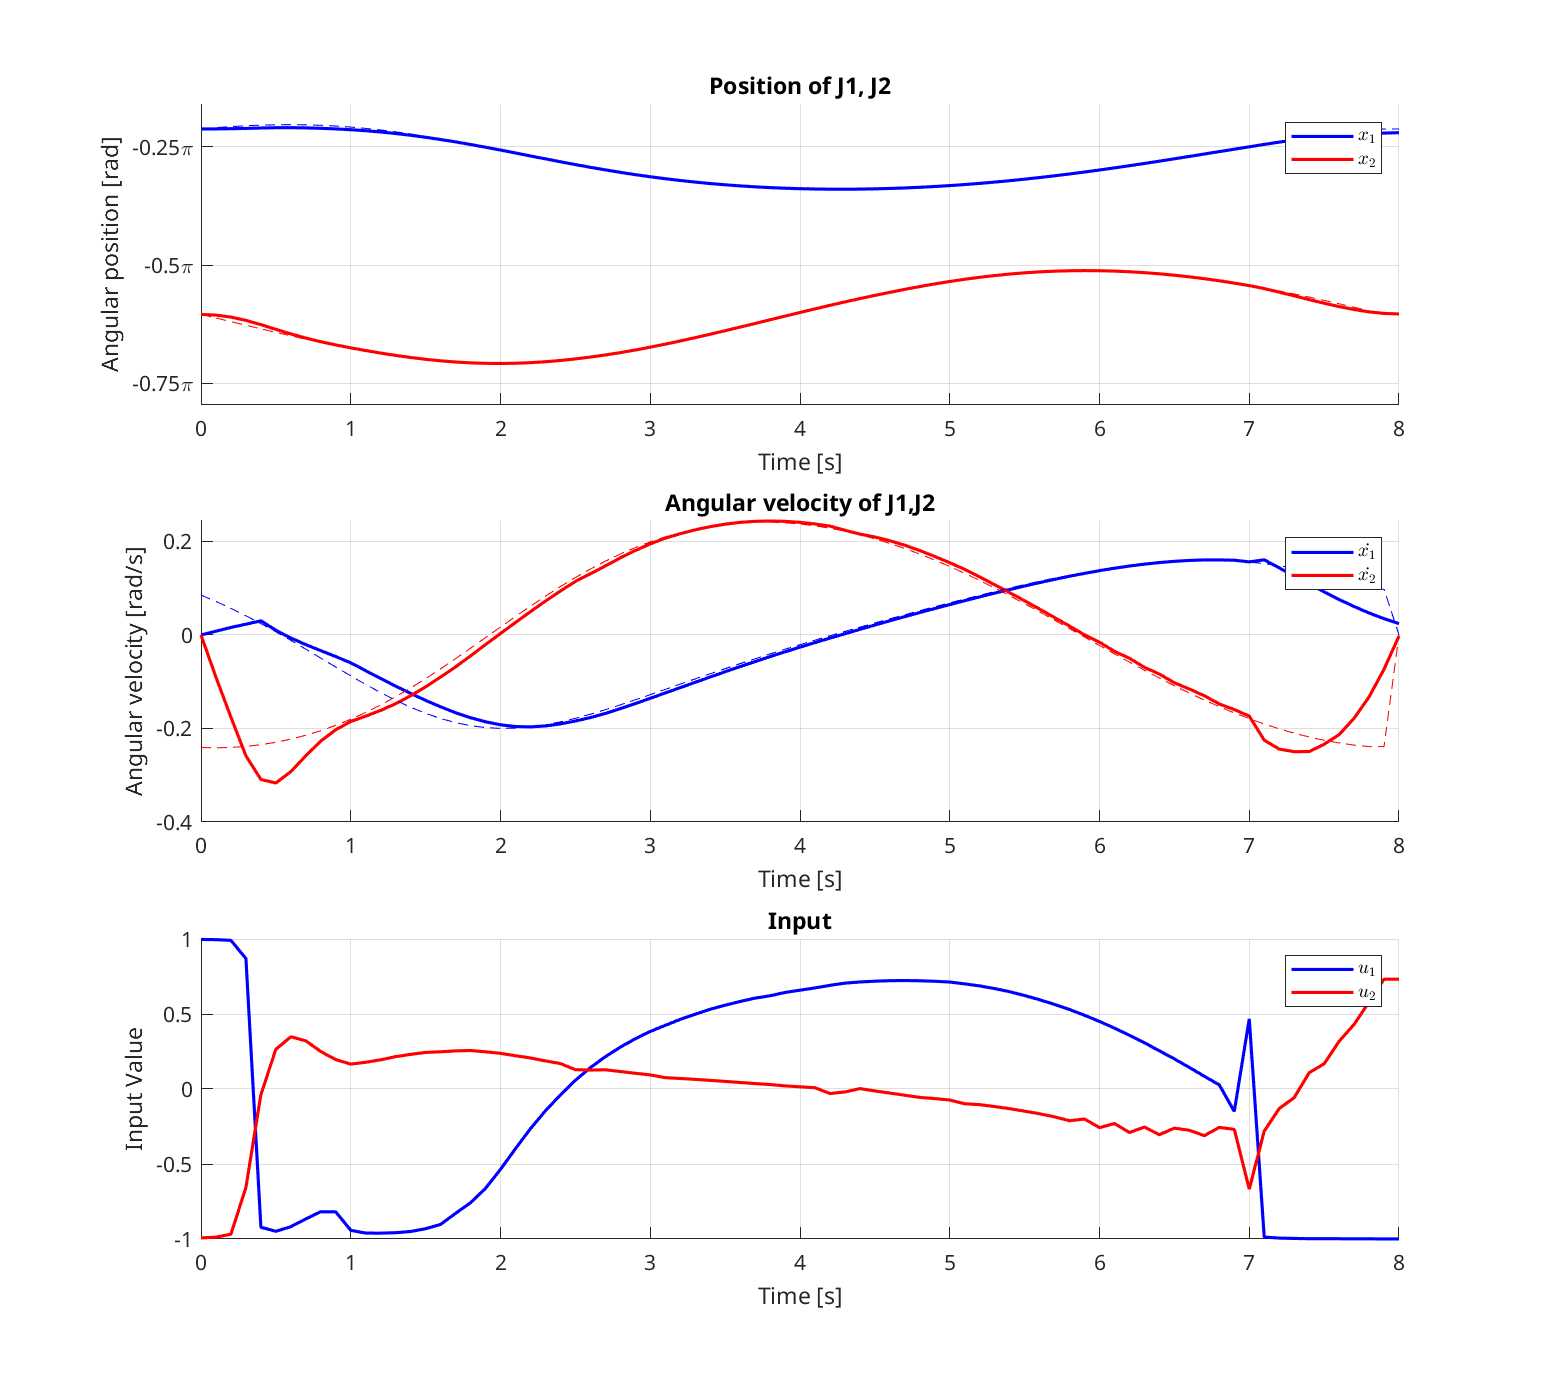 Position of J1, J2
Angular position [rad]
-0.25π
-0.5π
-0.75π
x₁
x₂
0 1 2 3 4 5 6 7 8
Time [s]
Angular velocity of J1,J2
Angular velocity [rad/s]
0.2
0
-0.2
-0.4
ẋ₁
ẋ₂
0 1 2 3 4 5 6 7 8
Time [s]
Input
Input Value
1
0.5
0
-0.5
-1
u₁
u₂
0 1 2 3 4 5 6 7 8
Time [s]